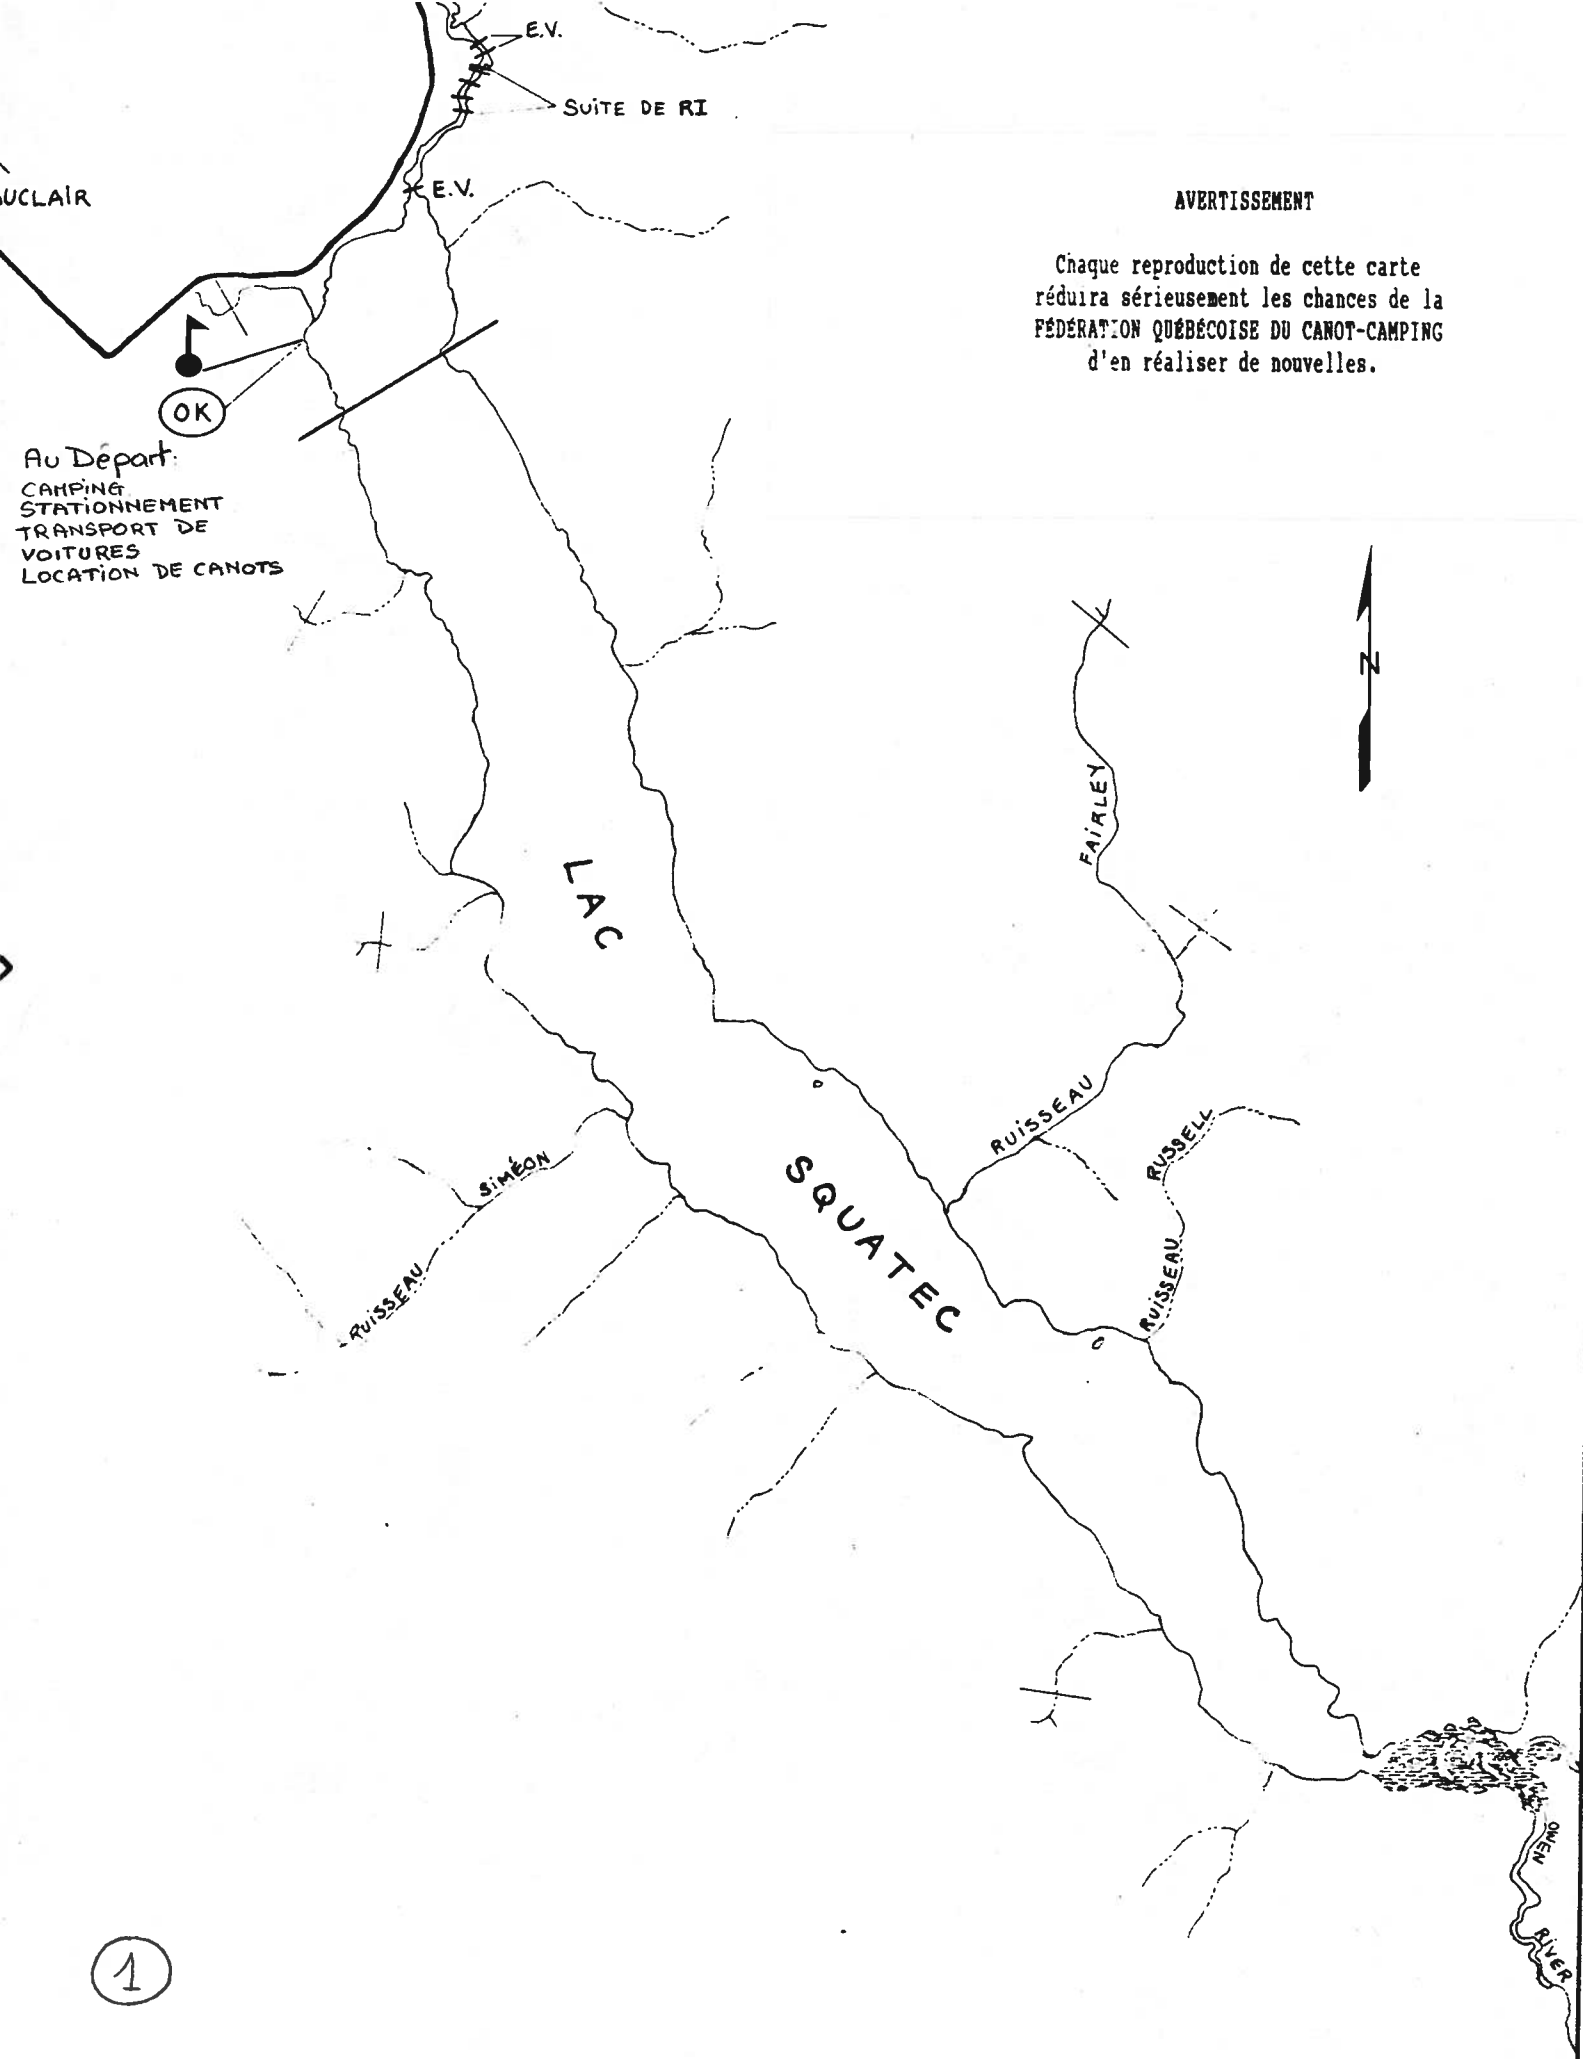 E.V.
SUITE DE RI
E.V.
UCLAIR
AVERTISSEMENT
Chaque reproduction de cette carte
réduira sérieusement les chances de la
FÉDÉRATION QUÉBÉCOISE DU CANOT-CAMPING
d'en réaliser de nouvelles.
OK
Au Départ:
CAMPING
STATIONNEMENT
TRANSPORT DE
VOITURES
LOCATION DE CANOTS
N
FAIRLEY
RUISSEAU
LAC
SQUATEC
RUSSELL
RUISSEAU
SIMÉON
RUISSEAU
OWEN
RIVER
1